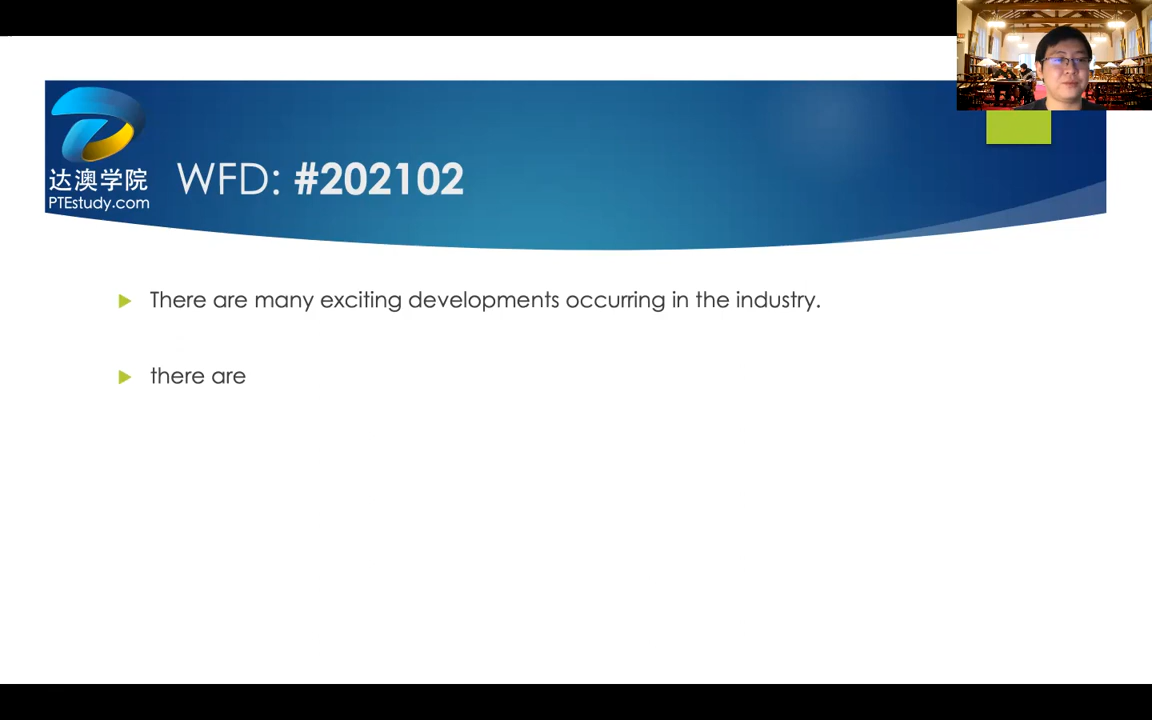 达澳学院
PTEstudy.com
WFD: #202102
There are many exciting developments occurring in the industry.
there are